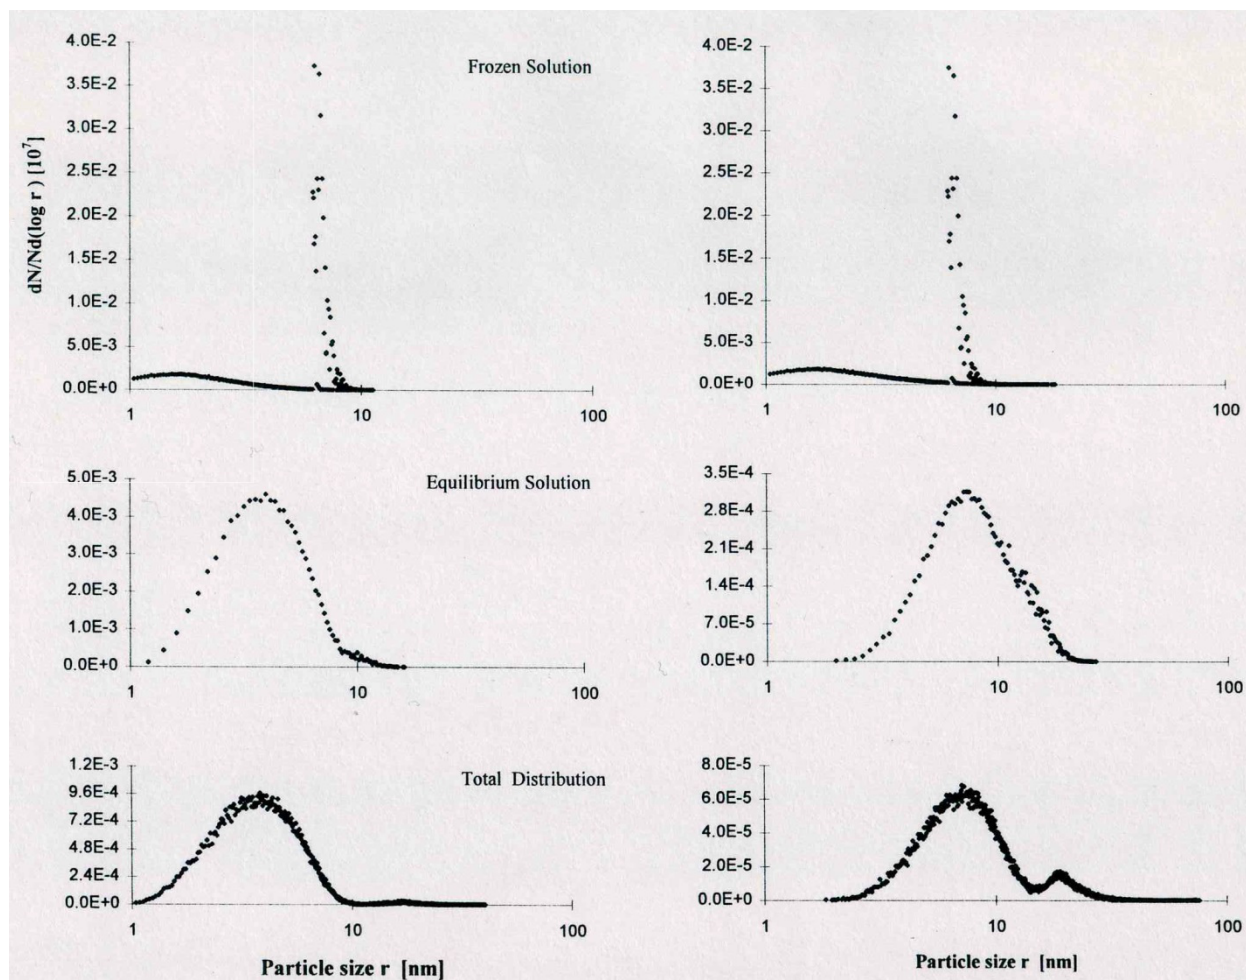 4.0E-2
3.5E-2
3.0E-2
2.5E-2
2.0E-2
1.5E-2
1.0E-2
5.0E-3
0.0E+0
dN/Nd(log r ) [10⁷]
Frozen Solution
1 10 100
4.0E-2
3.5E-2
3.0E-2
2.5E-2
2.0E-2
1.5E-2
1.0E-2
5.0E-3
0.0E+0
1 10 100
5.0E-3
4.0E-3
3.0E-3
2.0E-3
1.0E-3
0.0E+0
Equilibrium Solution
1 10 100
3.5E-4
2.8E-4
2.1E-4
1.4E-4
7.0E-5
0.0E+0
1 10 100
1.2E-3
9.6E-4
7.2E-4
4.8E-4
2.4E-4
0.0E+0
Total Distribution
1 10 100
Particle size r [nm]
8.0E-5
6.0E-5
4.0E-5
2.0E-5
0.0E+0
1 10 100
Particle size r [nm]